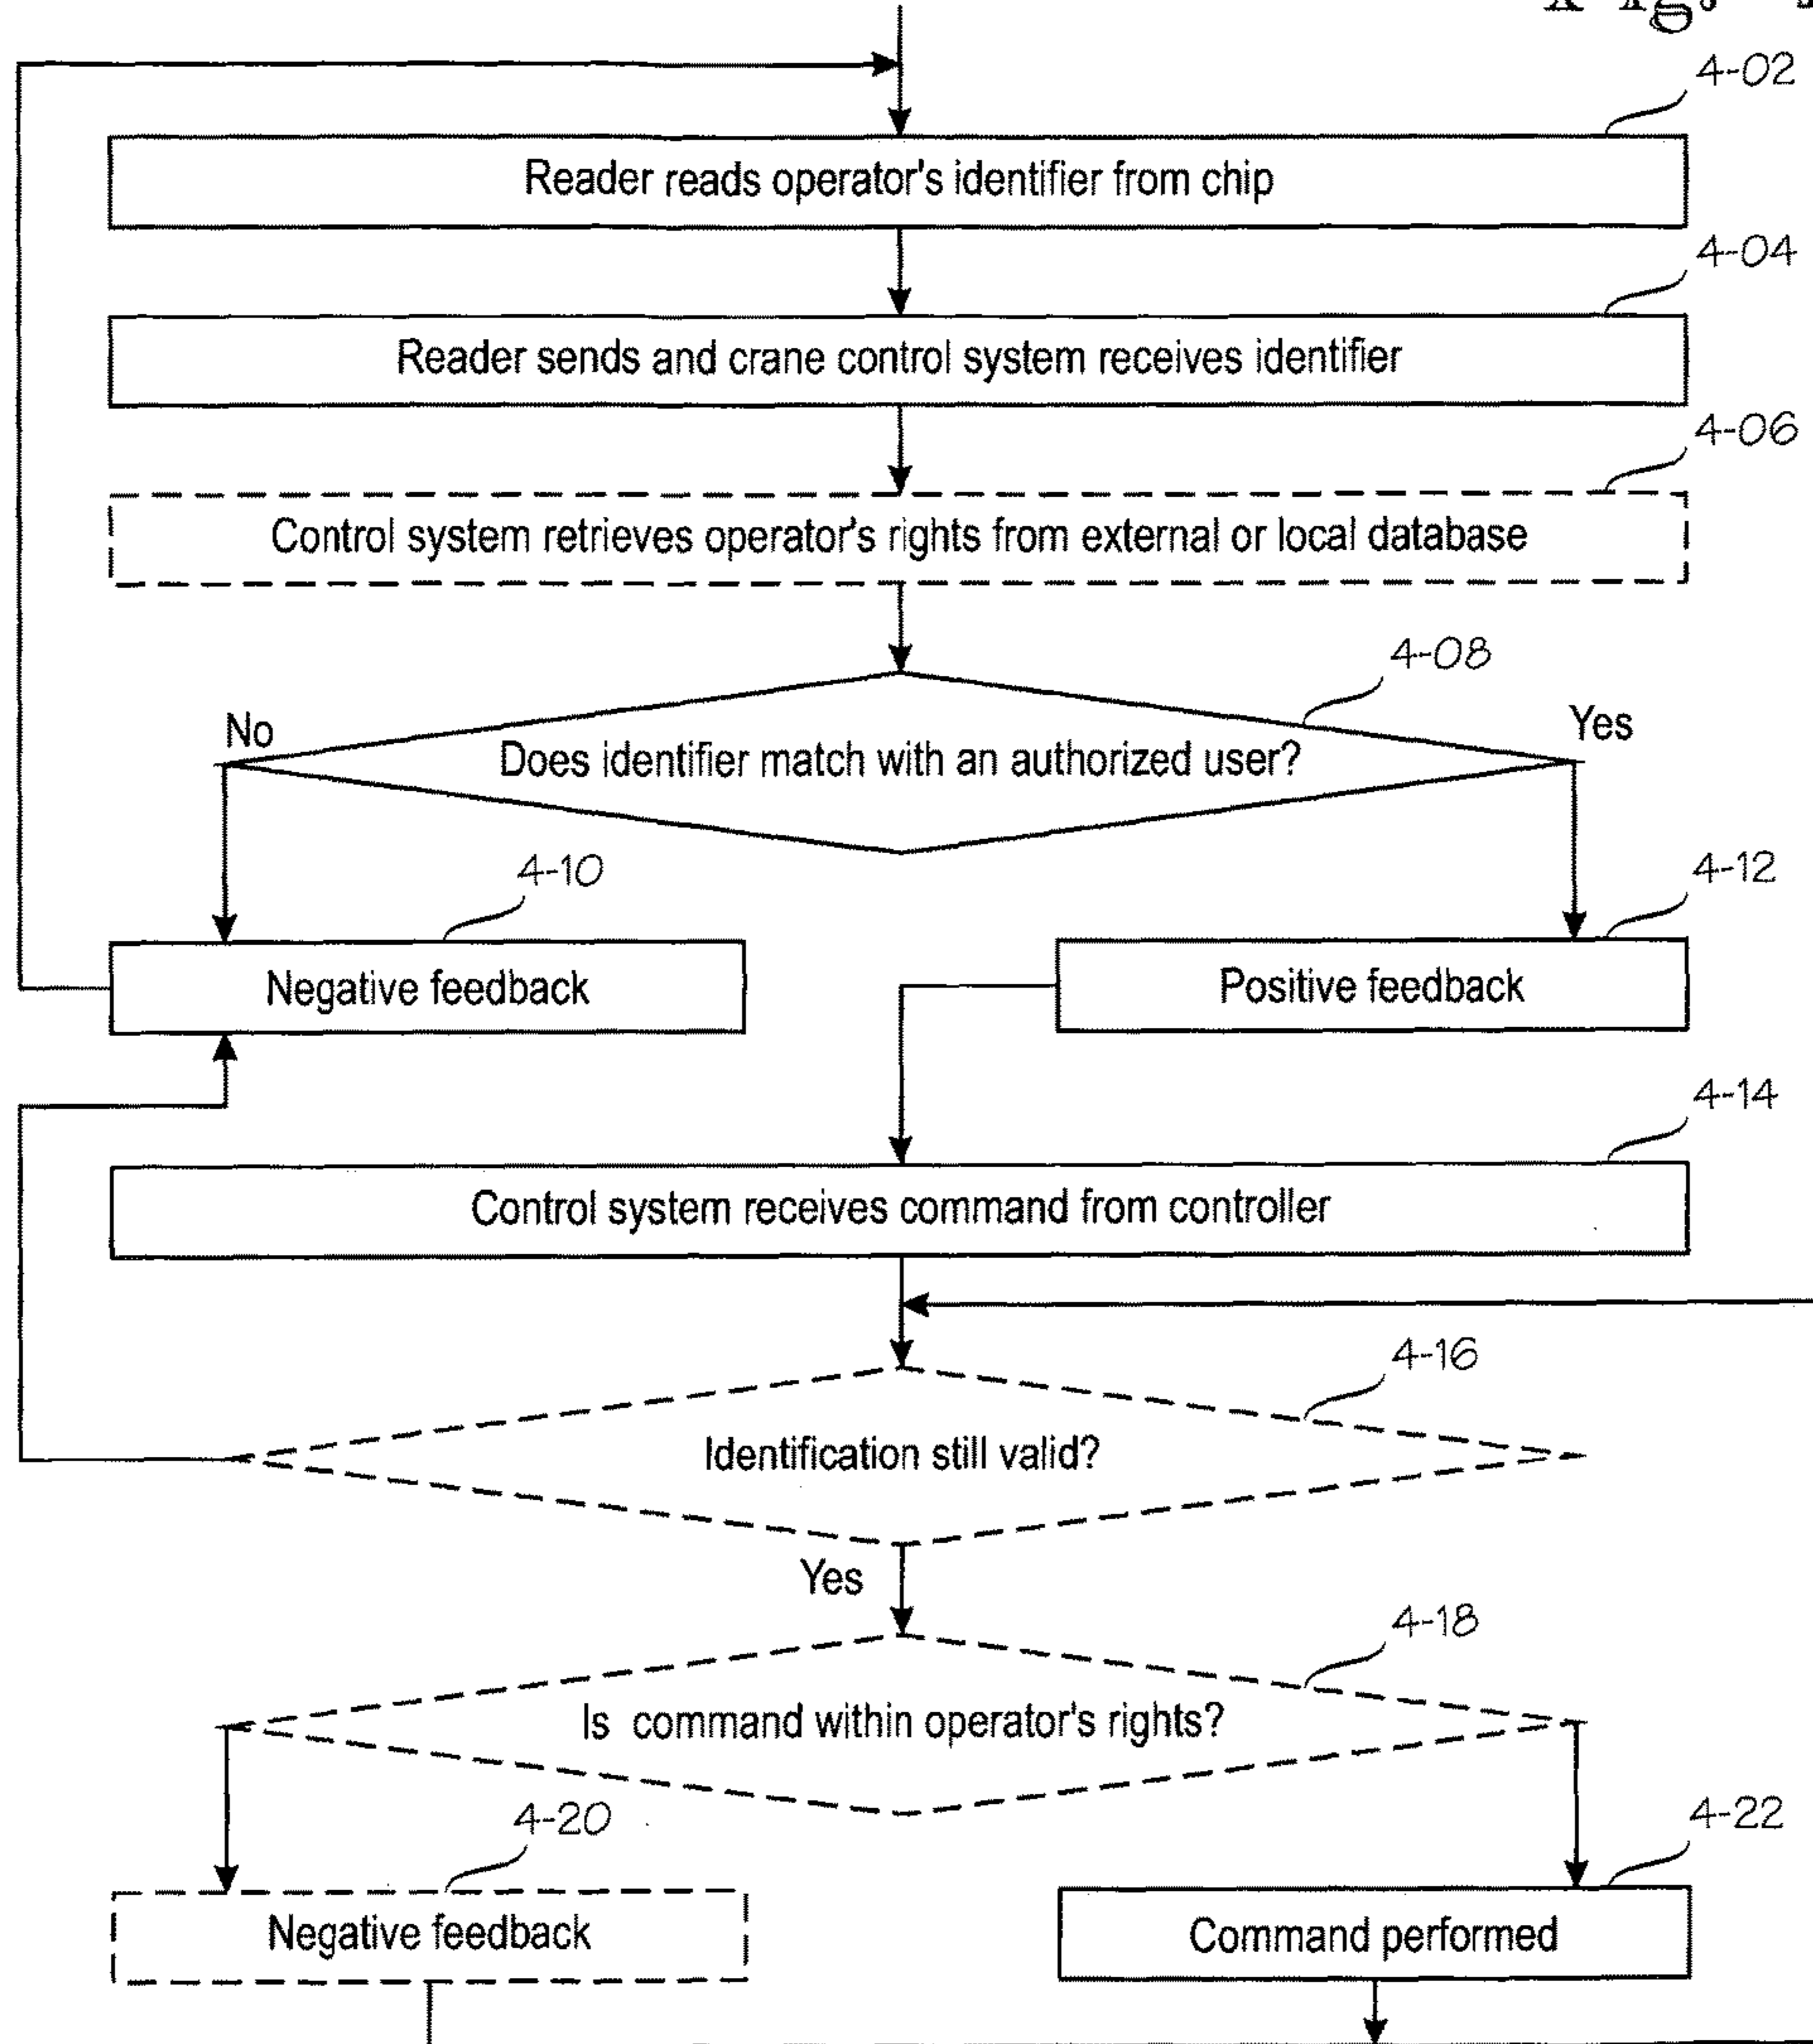 4-02
Reader reads operator's identifier from chip
4-04
Reader sends and crane control system receives identifier
4-06
Control system retrieves operator's rights from external or local database
4-08
No
Yes
Does identifier match with an authorized user?
4-10
4-12
Negative feedback
Positive feedback
4-14
Control system receives command from controller
4-16
Identification still valid?
Yes
4-18
Is command within operator's rights?
4-20
4-22
Negative feedback
Command performed